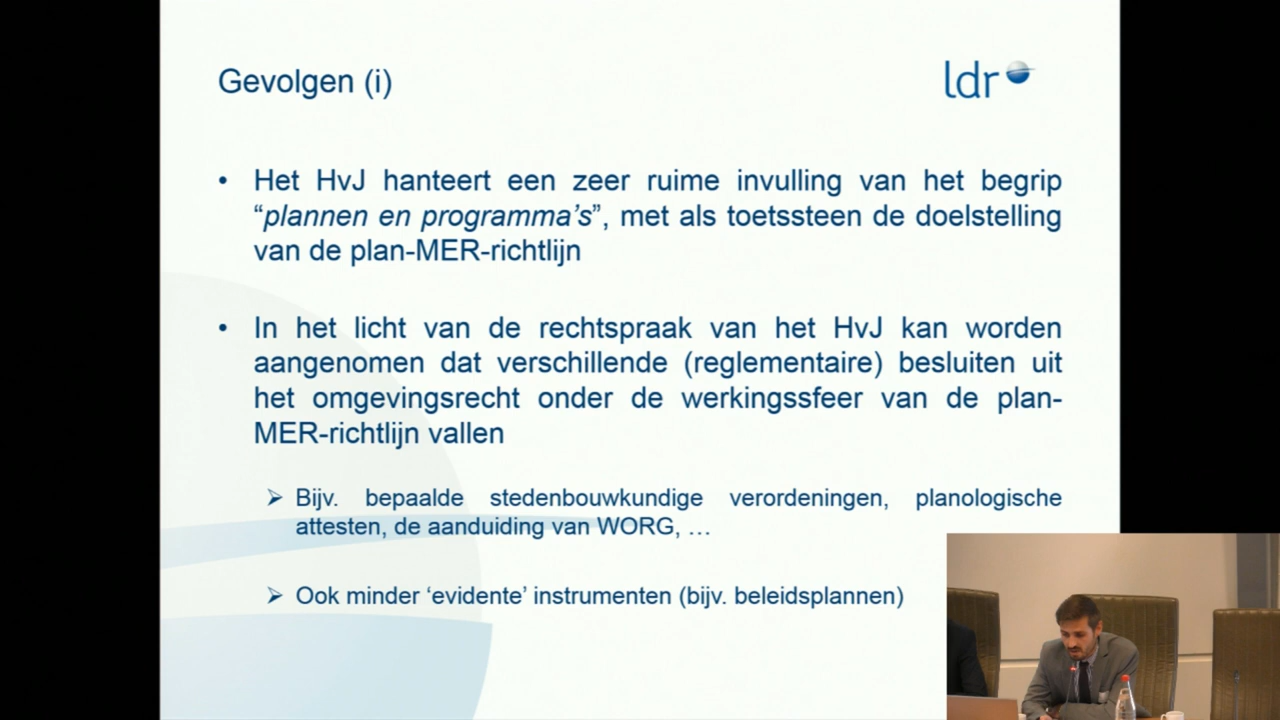 Gevolgen (i)
ldr
• Het HvJ hanteert een zeer ruime invulling van het begrip
“plannen en programma’s”, met als toetssteen de doelstelling
van de plan-MER-richtlijn
• In het licht van de rechtspraak van het HvJ kan worden
aangenomen dat verschillende (reglementaire) besluiten uit
het omgevingsrecht onder de werkingssfeer van de plan-
MER-richtlijn vallen
➢ Bijv. bepaalde stedenbouwkundige verordeningen, planologische
attesten, de aanduiding van WORG, …
➢ Ook minder ‘evidente’ instrumenten (bijv. beleidsplannen)